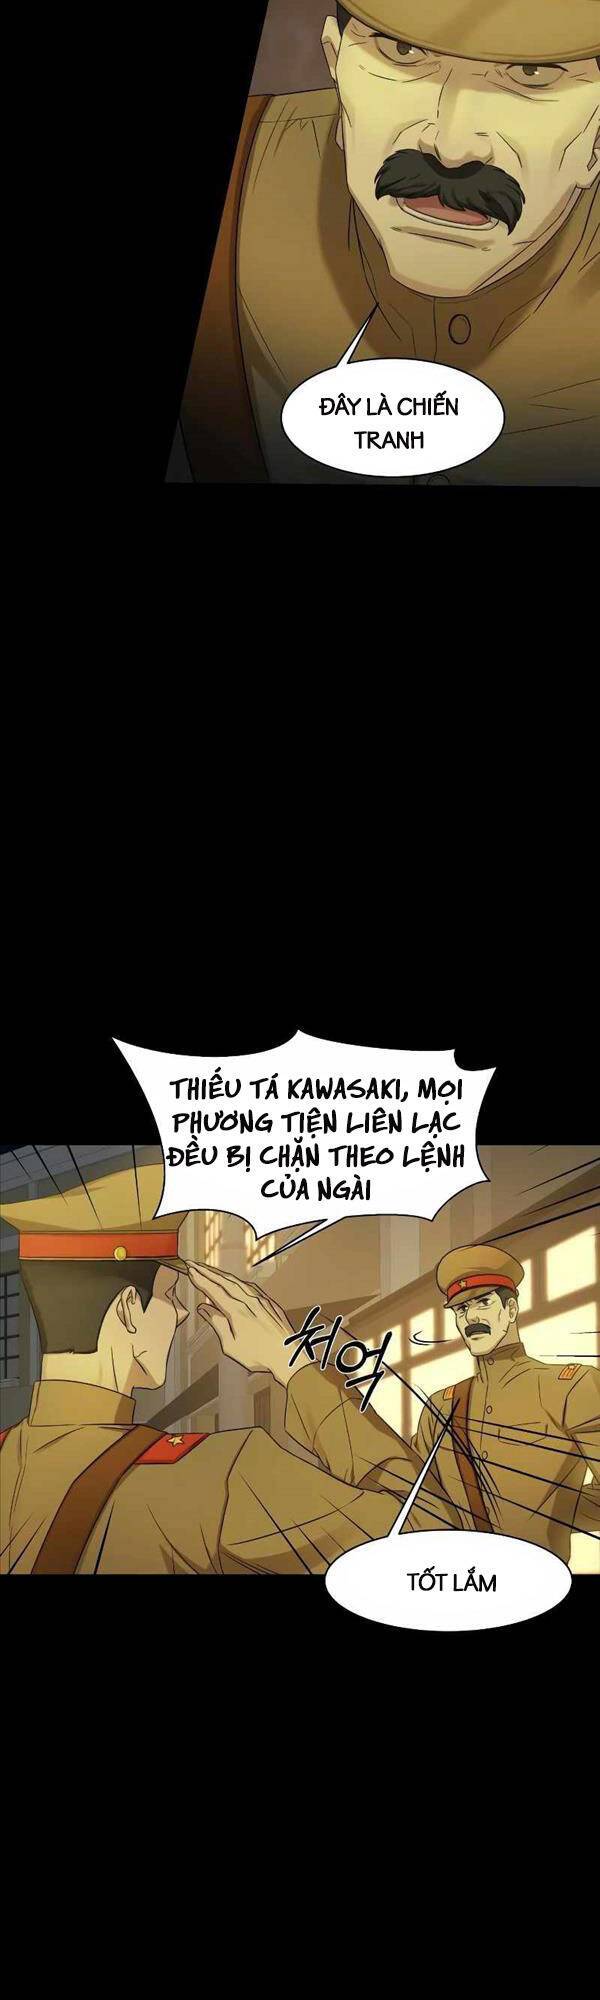 ĐÂY LÀ CHIẾN
TRANH
THIẾU TÁ KAWASAKI, MỌI
PHƯƠNG TIỆN LIÊN LẠC
ĐỀU BỊ CHẶN THEO LỆNH
CỦA NGÀI
처억
TỐT LẮM